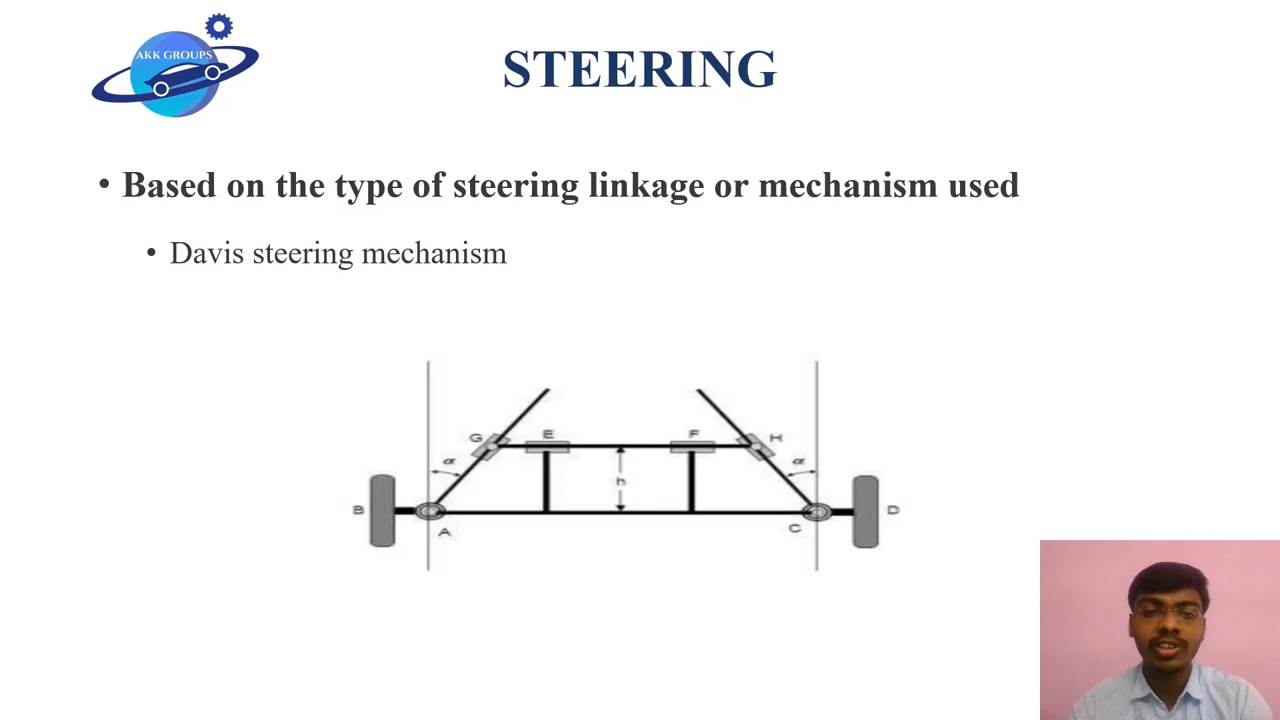 AKK GROUPS
STEERING
• Based on the type of steering linkage or mechanism used
• Davis steering mechanism
G E F H
α h α
B D
A C